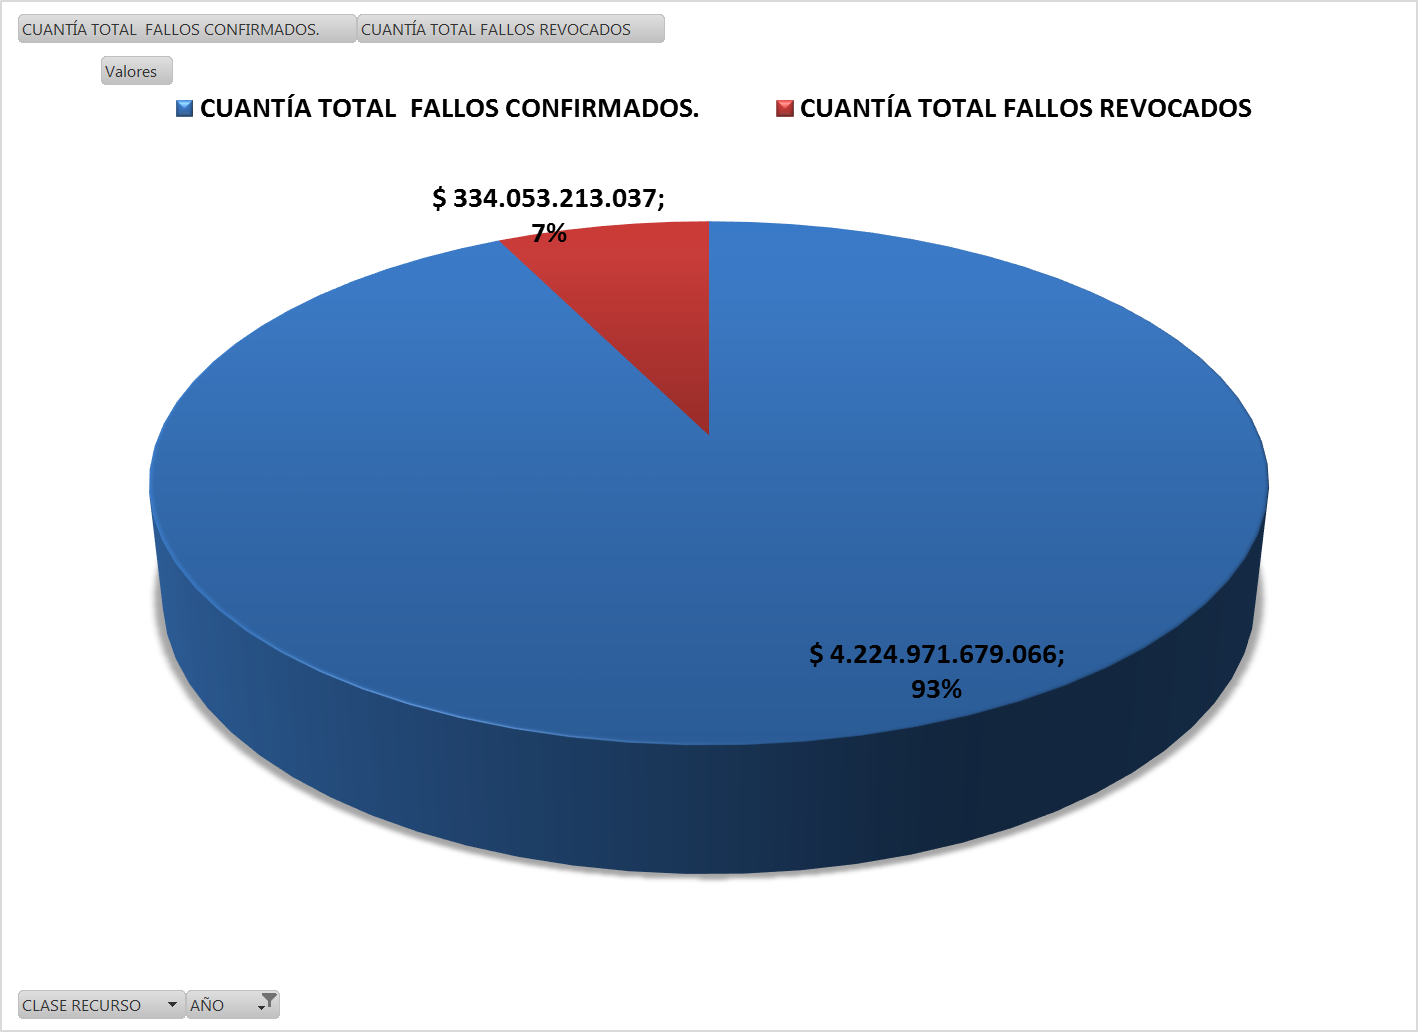 CUANTÍA TOTAL  FALLOS CONFIRMADOS. CUANTÍA TOTAL FALLOS REVOCADOS
Valores
CUANTÍA TOTAL  FALLOS CONFIRMADOS. CUANTÍA TOTAL FALLOS REVOCADOS
$ 334.053.213.037;
7%
$ 4.224.971.679.066;
93%
CLASE RECURSO AÑO